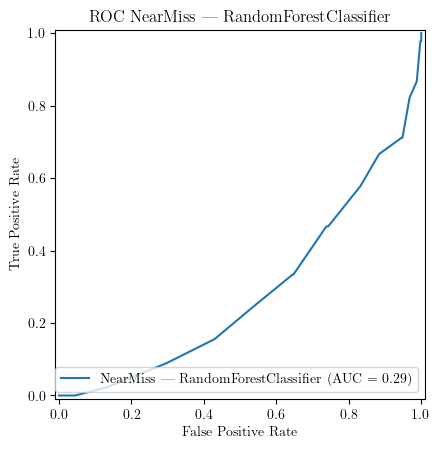 ROC NearMiss — RandomForestClassifier
True Positive Rate
1.0
0.8
0.6
0.4
0.2
0.0
NearMiss — RandomForestClassifier (AUC = 0.29)
0.0 0.2 0.4 0.6 0.8 1.0
False Positive Rate